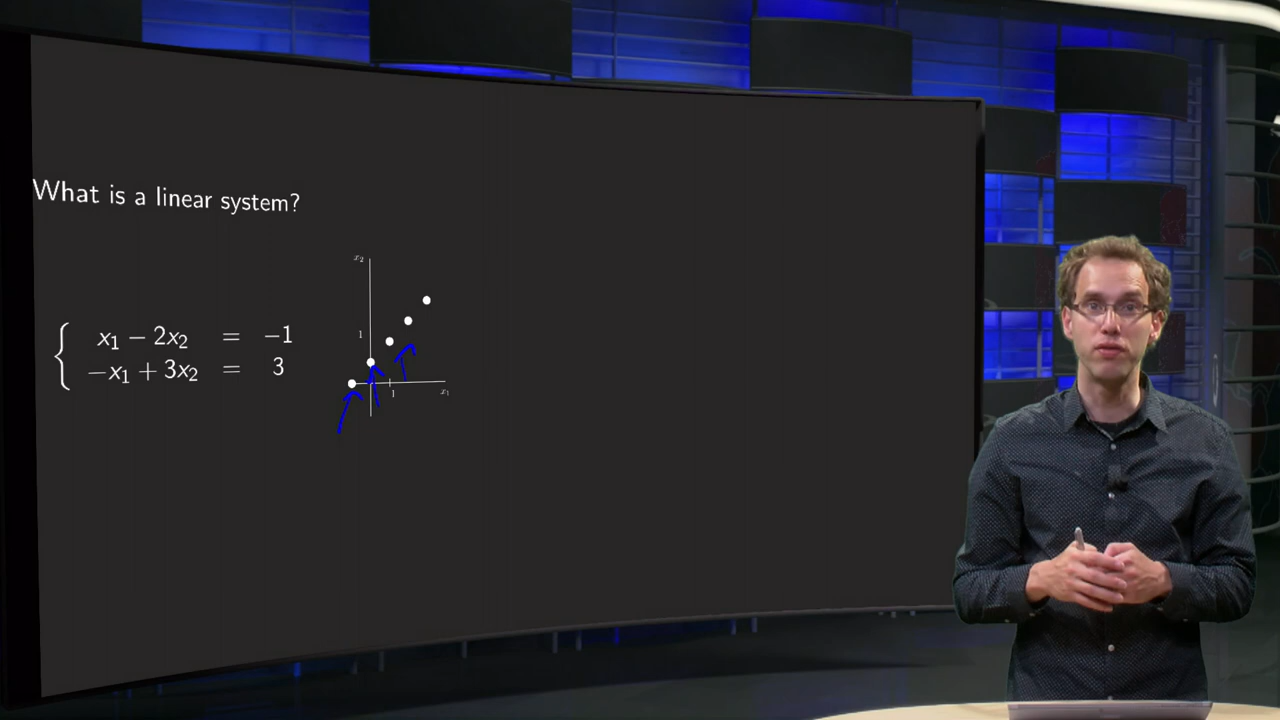 What is a linear system?
x₁ − 2x₂ = −1
−x₁ + 3x₂ = 3
x₂
1
1
x₁